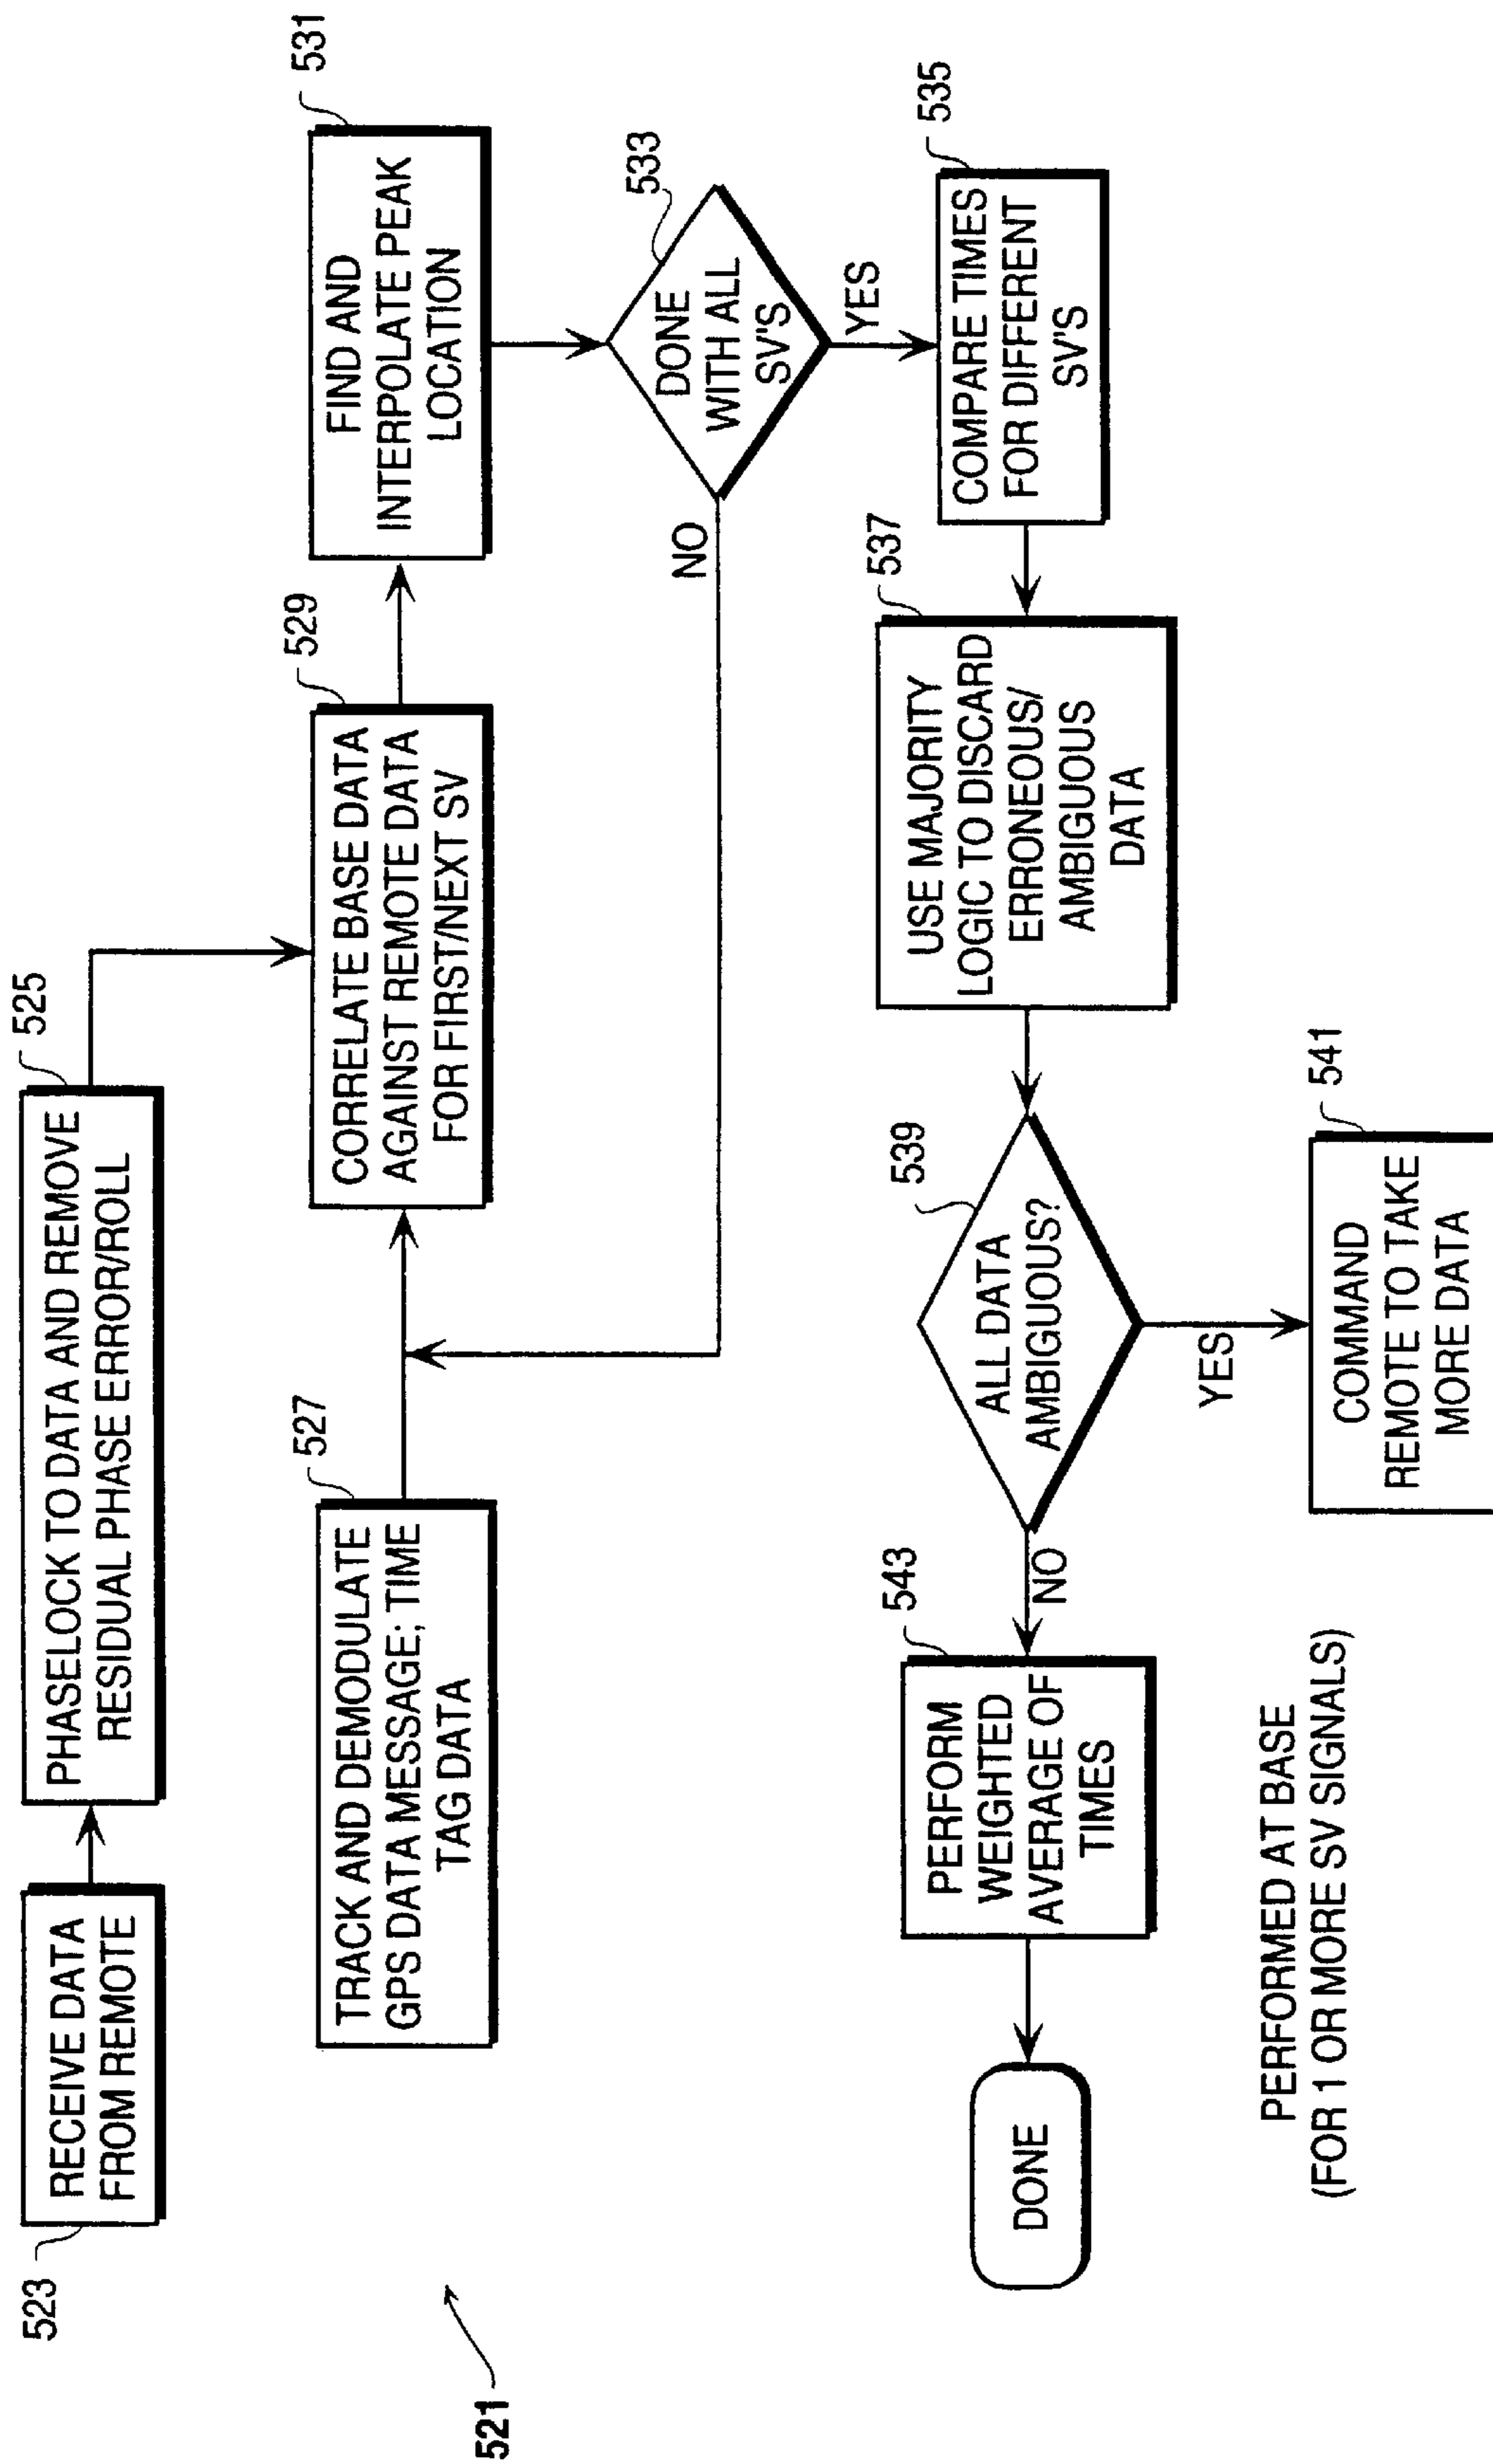 523
RECEIVE DATA
FROM REMOTE
525
PHASELOCK TO DATA AND REMOVE
RESIDUAL PHASE ERROR/ROLL
527
TRACK AND DEMODULATE
GPS DATA MESSAGE; TIME
TAG DATA
529
CORRELATE BASE DATA
AGAINST REMOTE DATA
FOR FIRST/NEXT SV
531
FIND AND
INTERPOLATE PEAK
LOCATION
521
533
DONE
WITH ALL
SV'S
NO
YES
535
COMPARE TIMES
FOR DIFFERENT
SV'S
537
USE MAJORITY
LOGIC TO DISCARD
ERRONEOUS/
AMBIGUOUS
DATA
539
ALL DATA
AMBIGUOUS?
NO
YES
541
COMMAND
REMOTE TO TAKE
MORE DATA
543
PERFORM
WEIGHTED
AVERAGE OF
TIMES
DONE
PERFORMED AT BASE
(FOR 1 OR MORE SV SIGNALS)